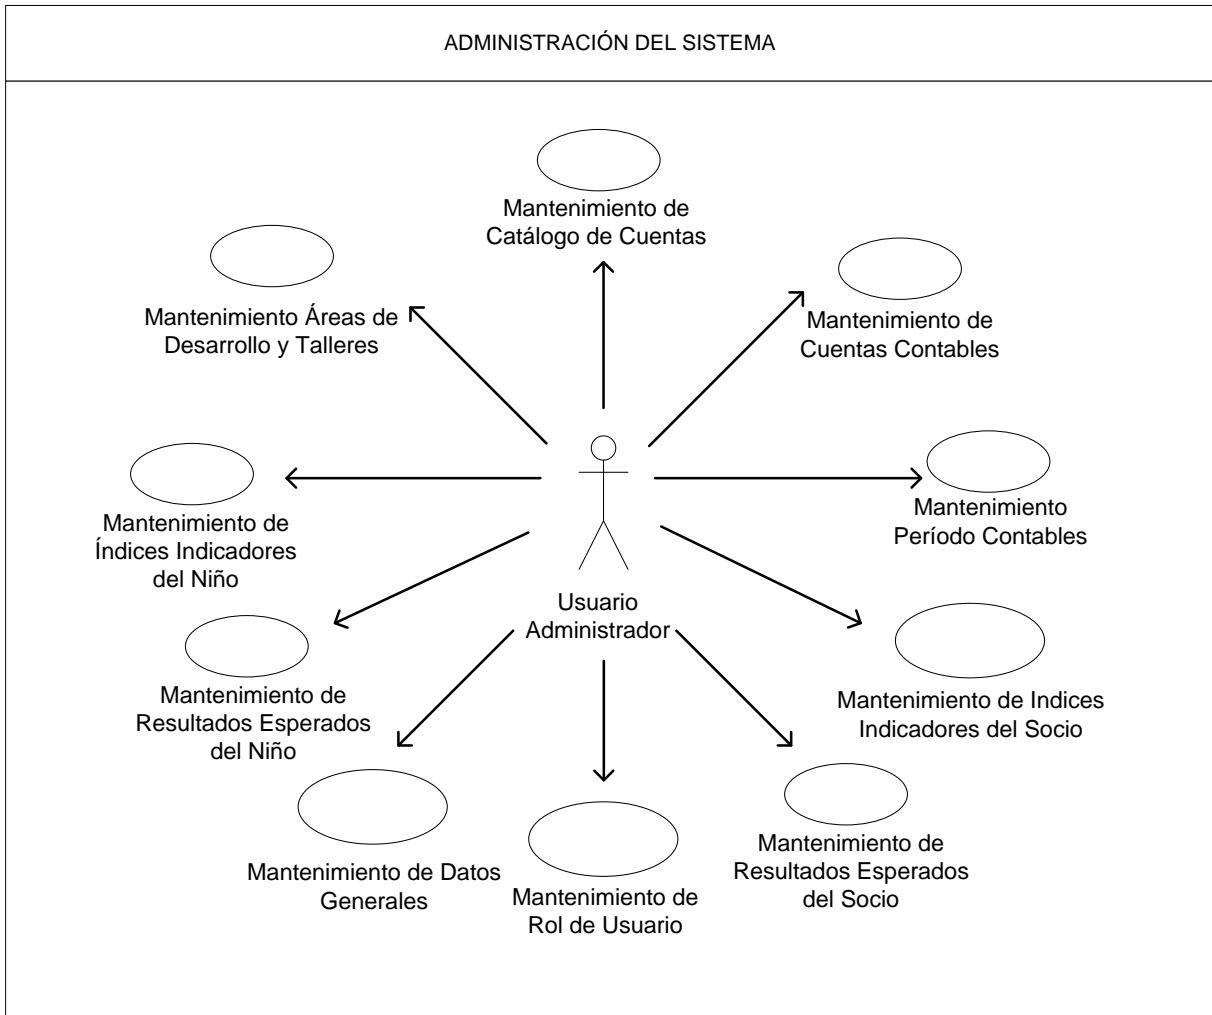 ADMINISTRACIÓN DEL SISTEMA
Mantenimiento de
Catálogo de Cuentas
Mantenimiento Áreas de
Desarrollo y Talleres
Mantenimiento de
Cuentas Contables
Mantenimiento de
Índices Indicadores
del Niño
Mantenimiento
Período Contables
Usuario
Administrador
Mantenimiento de
Resultados Esperados
del Niño
Mantenimiento de Indices
Indicadores del Socio
Mantenimiento de Datos
Generales
Mantenimiento de
Rol de Usuario
Mantenimiento de
Resultados Esperados
del Socio